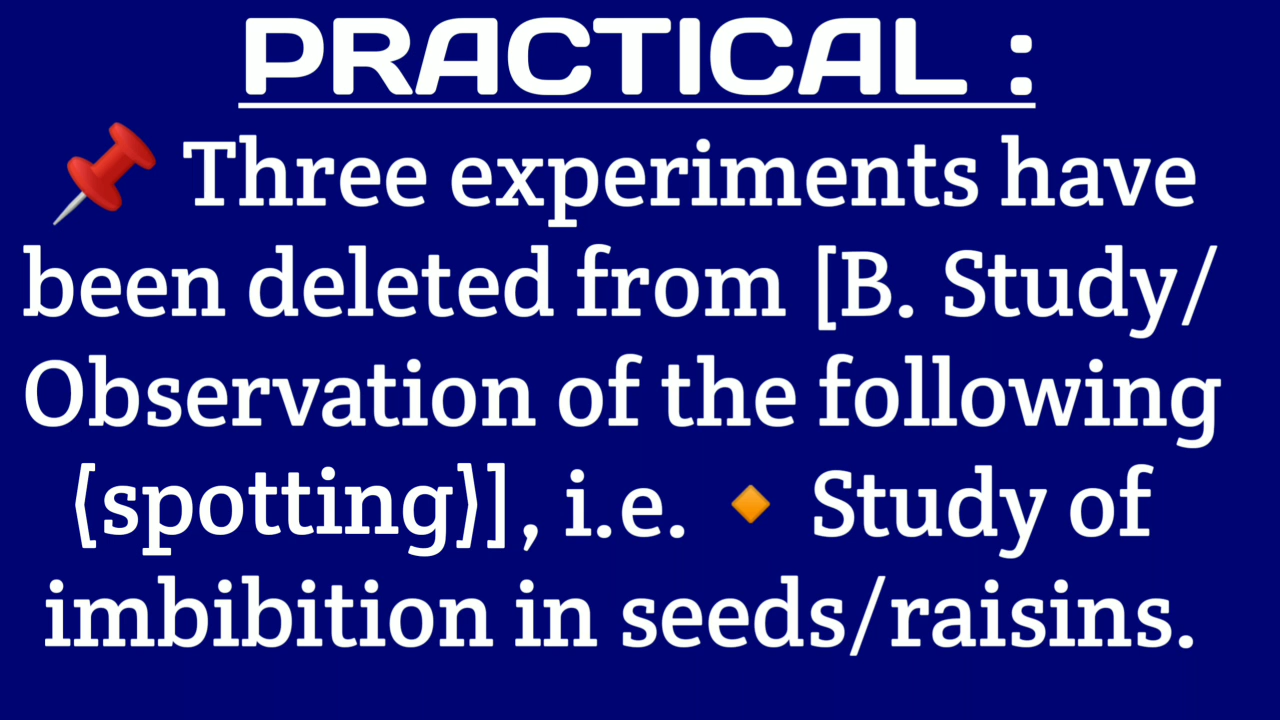 PRACTICAL :
📌 Three experiments have
been deleted from [B. Study/
Observation of the following
⟨spotting⟩], i.e. 🔸 Study of
imbibition in seeds/raisins.